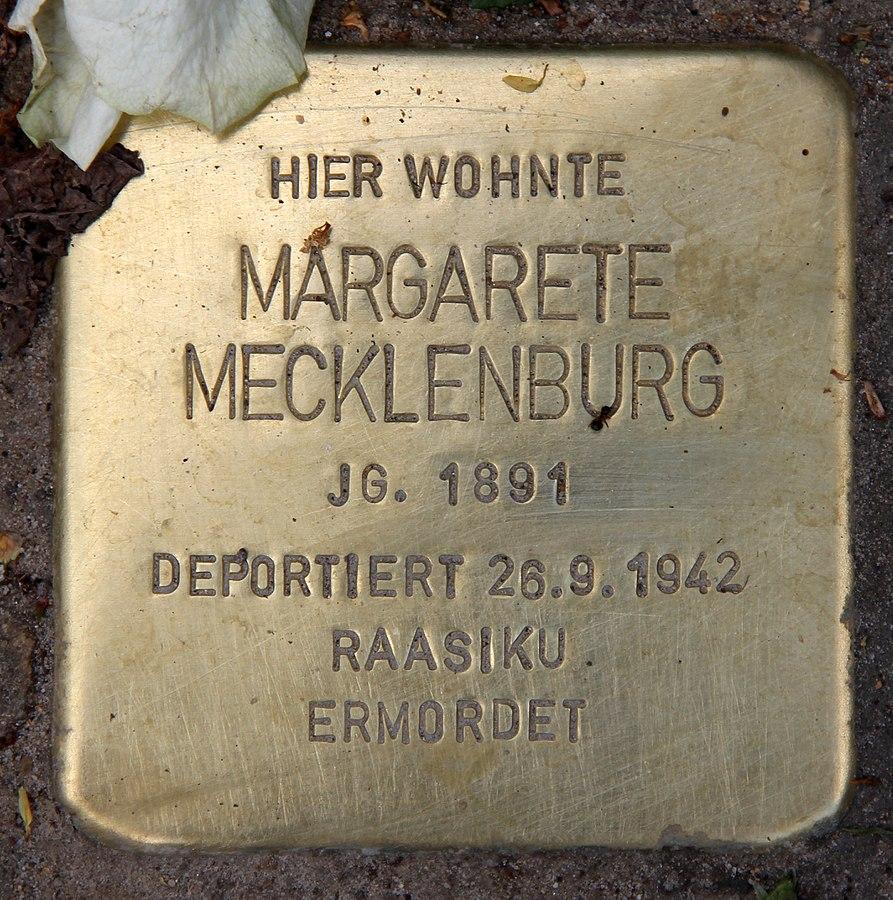 HIER WOHNTE
MARGARETE
MECKLENBURG
JG. 1891
DEPORTIERT 26.9.1942
RAASIKU
ERMORDET